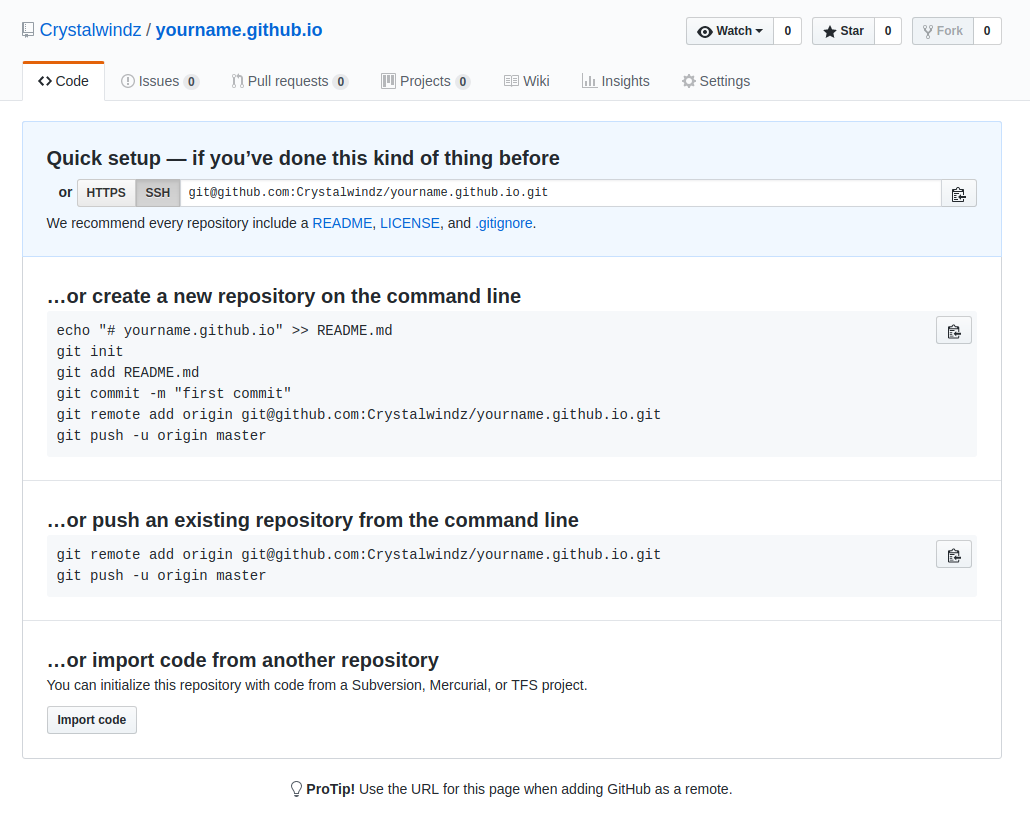 Crystalwindz / yourname.github.io
Watch 0 Star 0 Fork 0
Code Issues 0 Pull requests 0 Projects 0 Wiki Insights Settings
Quick setup — if you’ve done this kind of thing before
or HTTPS SSH git@github.com:Crystalwindz/yourname.github.io.git
We recommend every repository include a README, LICENSE, and .gitignore.
…or create a new repository on the command line
echo "# yourname.github.io" >> README.md
git init
git add README.md
git commit -m "first commit"
git remote add origin git@github.com:Crystalwindz/yourname.github.io.git
git push -u origin master
…or push an existing repository from the command line
git remote add origin git@github.com:Crystalwindz/yourname.github.io.git
git push -u origin master
…or import code from another repository
You can initialize this repository with code from a Subversion, Mercurial, or TFS project.
Import code
ProTip! Use the URL for this page when adding GitHub as a remote.